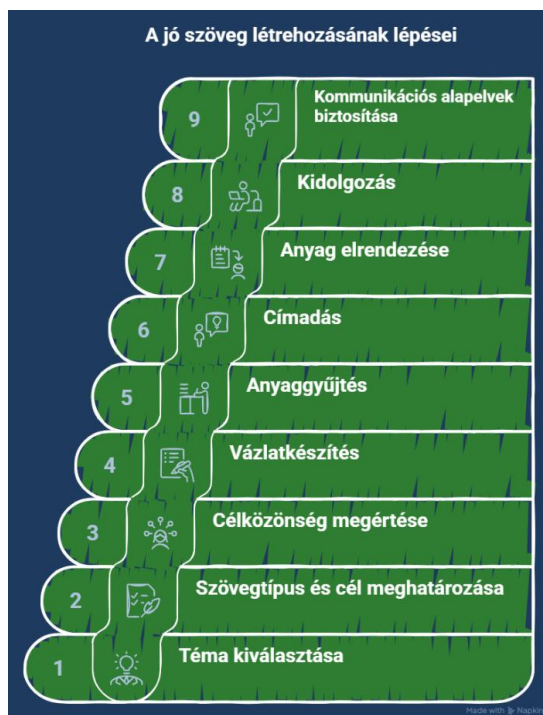 A jó szöveg létrehozásának lépései
9
Kommunikációs alapelvek
biztosítása
8
Kidolgozás
7
Anyag elrendezése
6
Címadás
5
Anyaggyűjtés
4
Vázlatkészítés
3
Célközönség megértése
2
Szövegtípus és cél meghatározása
1
Téma kiválasztása
Made with Napkin